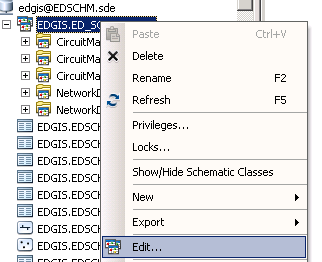 edgis@EDSCHM.sde
EDGIS.ED_SC
CircuitMa
CircuitMa
CircuitMa
NetworkD
NetworkD
EDGIS.EDSCH
EDGIS.EDSCH
EDGIS.EDSCH
EDGIS.EDSCH
EDGIS.EDSCH
EDGIS.EDSCH
EDGIS.EDSCH
Paste Ctrl+V
Delete
Rename F2
Refresh F5
Privileges...
Locks...
Show/Hide Schematic Classes
New
Export
Edit...